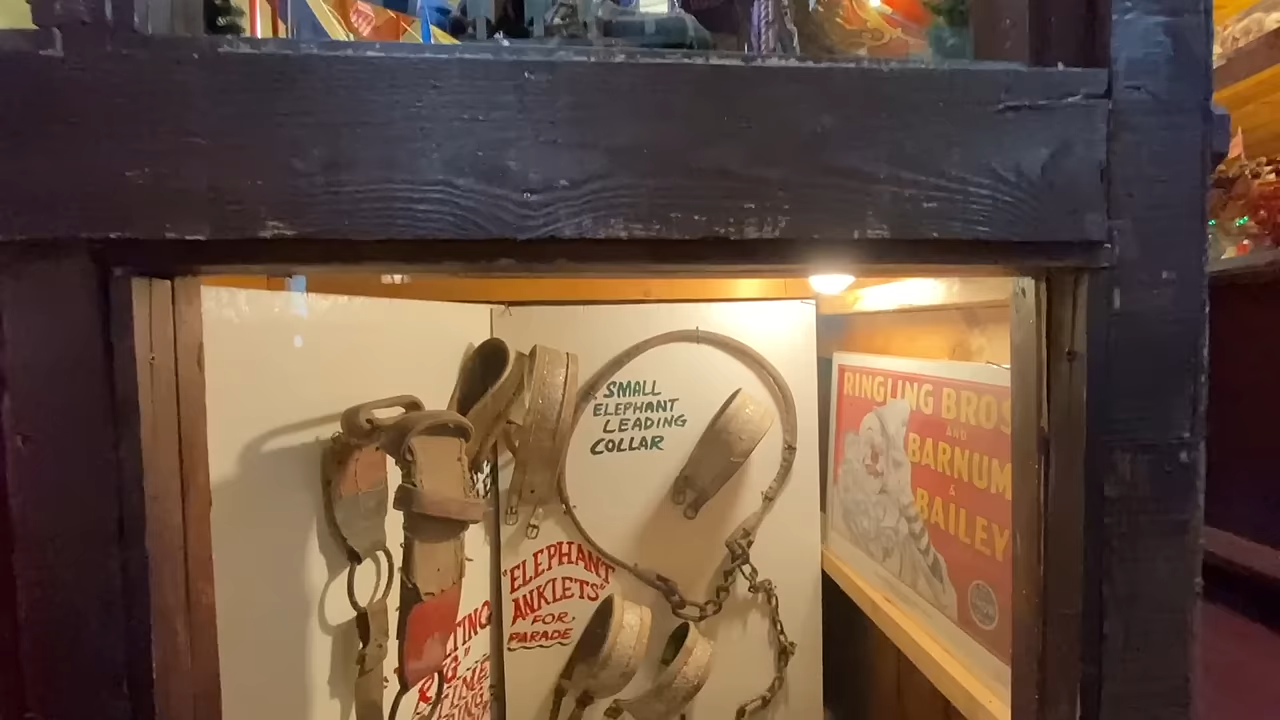 SMALL
ELEPHANT
LEADING
COLLAR
"ELEPHANT
ANKLETS"
FOR
PARADE
RINGLING BROS
AND
BARNUM
&
BAILEY